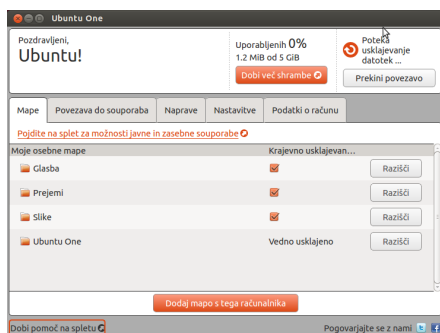 Ubuntu One
Pozdravljeni,
Ubuntu!
Uporabljenih 0%
1.2 MiB od 5 GiB
Dobi več shrambe
Poteka
usklajevanje
datotek ...
Prekini povezavo
Mape
Povezava do souporaba
Naprave
Nastavitve
Podatki o računu
Pojdite na splet za možnosti javne in zasebne souporabe
Moje osebne mape
Krajevno usklajevan...
Glasba
Razišči
Prejemi
Razišči
Slike
Razišči
Ubuntu One
Vedno usklajeno
Razišči
Dodaj mapo s tega računalnika
Dobi pomoč na spletu
Pogovarjajte se z nami